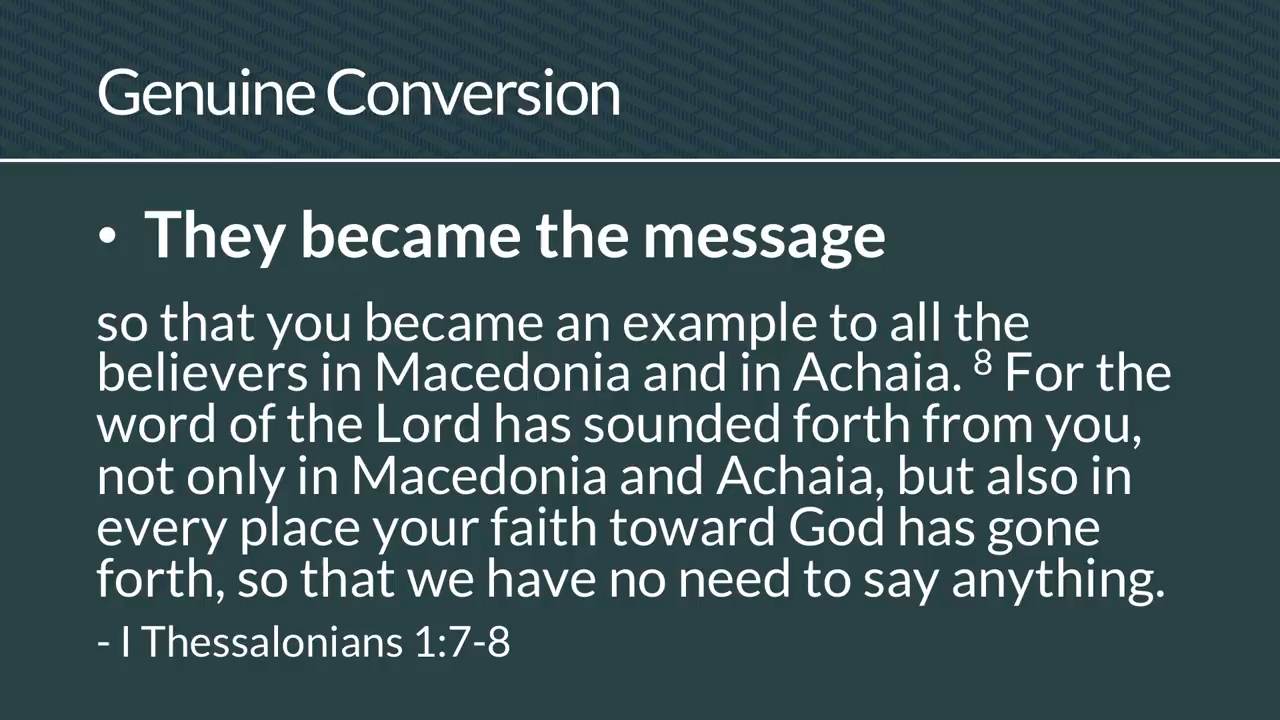 Genuine Conversion
• They became the message
so that you became an example to all the
believers in Macedonia and in Achaia. 8 For the
word of the Lord has sounded forth from you,
not only in Macedonia and Achaia, but also in
every place your faith toward God has gone
forth, so that we have no need to say anything.
- I Thessalonians 1:7-8